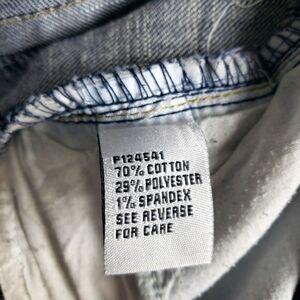 P124541
70% COTTON
29% POLYESTER
1% SPANDEX
SEE REVERSE
FOR CARE